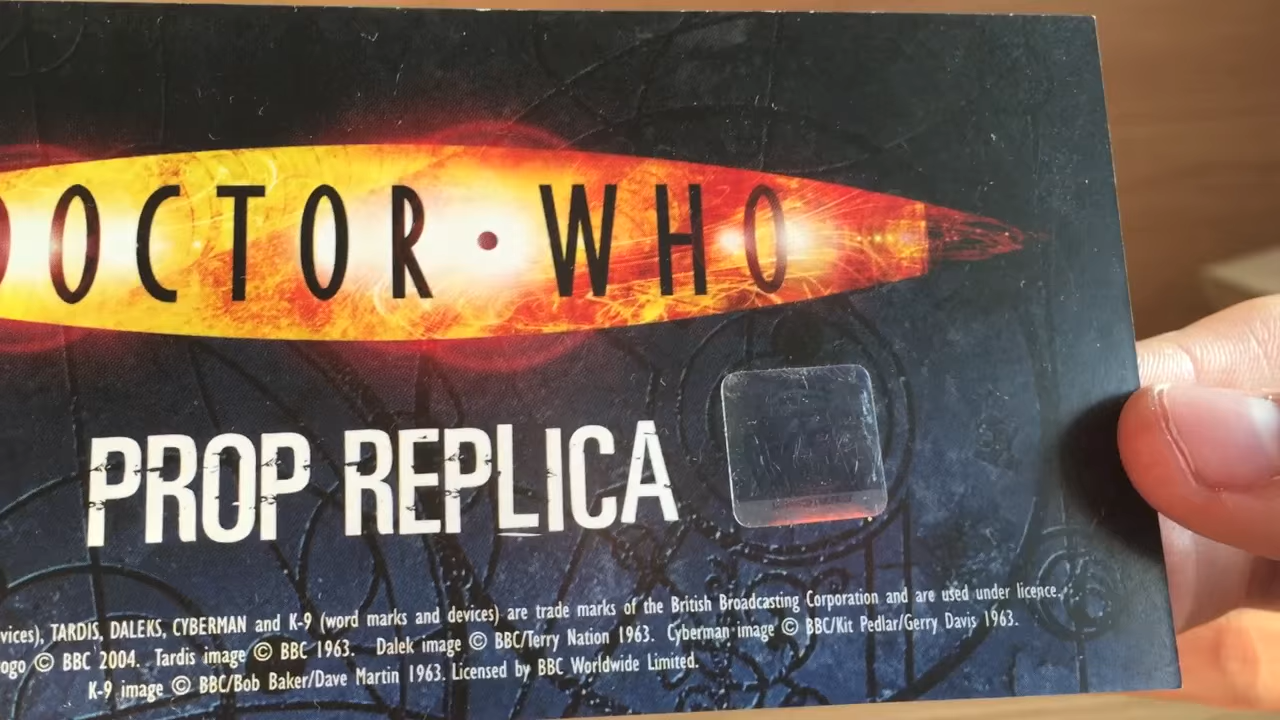 DOCTOR • WHO
PROP REPLICA
vices), TARDIS, DALEKS, CYBERMAN and K-9 (word marks and devices) are trade marks of the British Broadcasting Corporation and are used under licence.
ogo © BBC 2004. Tardis image © BBC 1963. Dalek image © BBC/Terry Nation 1963. Cyberman image © BBC/Kit Pedlar/Gerry Davis 1963.
K-9 image © BBC/Bob Baker/Dave Martin 1963. Licensed by BBC Worldwide Limited.